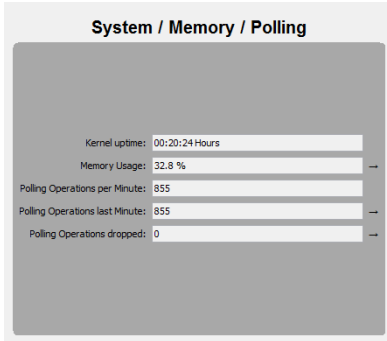 System / Memory / Polling
Kernel uptime: 00:20:24 Hours
Memory Usage: 32.8 % →
Polling Operations per Minute: 855
Polling Operations last Minute: 855 →
Polling Operations dropped: 0 →